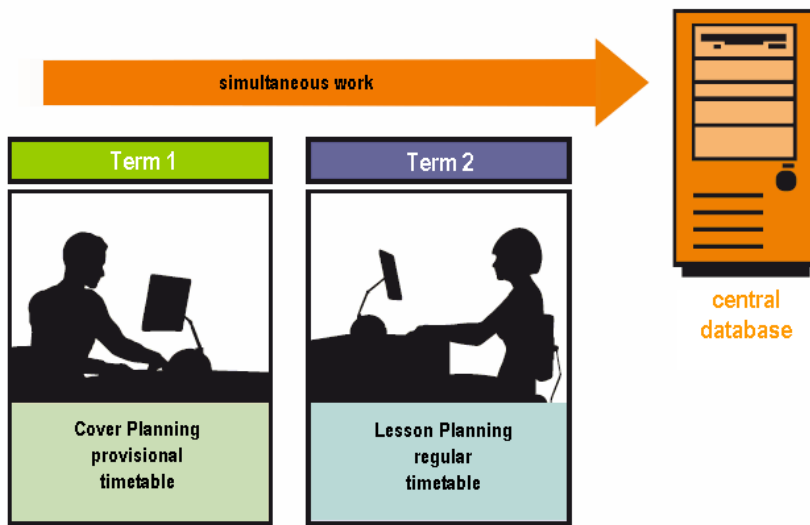 simultaneous work
Term 1
Term 2
central
database
Cover Planning
provisional
timetable
Lesson Planning
regular
timetable